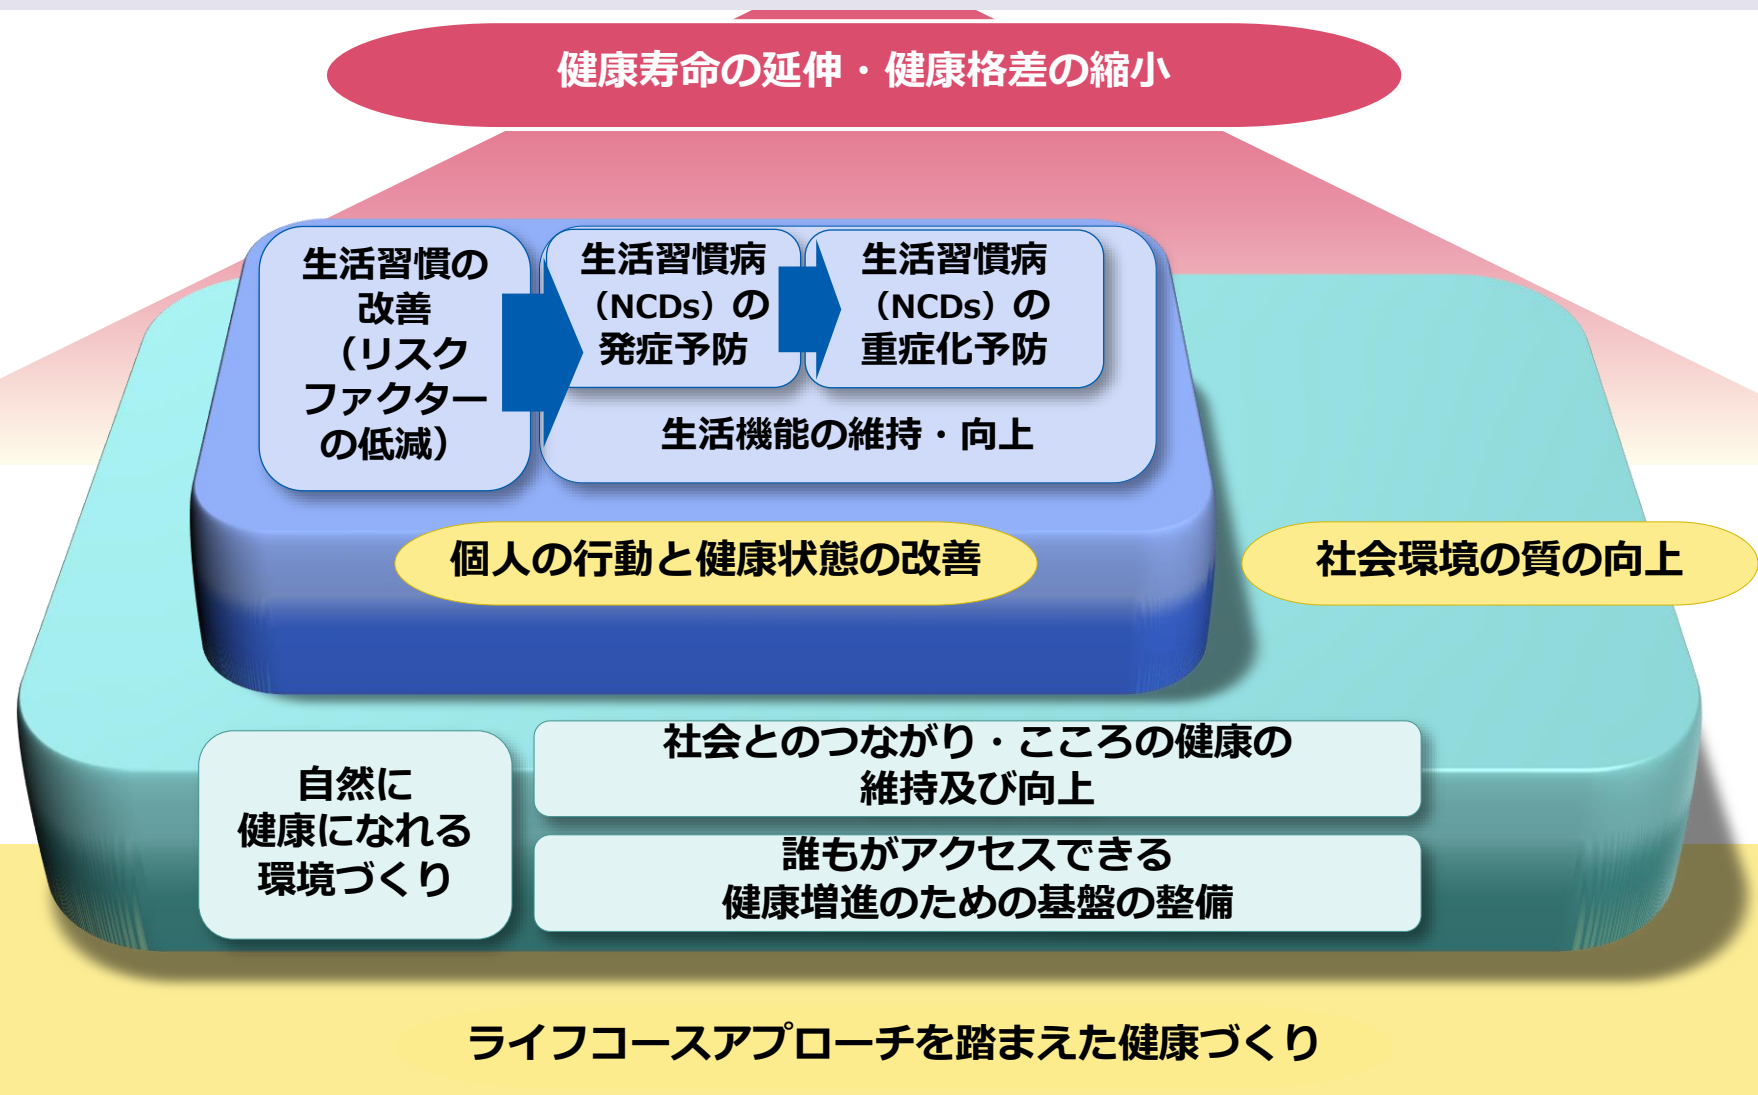 健康寿命の延伸・健康格差の縮小
生活習慣の
改善
（リスク
ファクター
の低減）
生活習慣病
（NCDs）の
発症予防
生活習慣病
（NCDs）の
重症化予防
生活機能の維持・向上
個人の行動と健康状態の改善
社会環境の質の向上
自然に
健康になれる
環境づくり
社会とのつながり・こころの健康の
維持及び向上
誰もがアクセスできる
健康増進のための基盤の整備
ライフコースアプローチを踏まえた健康づくり